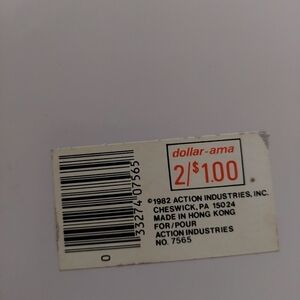 dollar-ama
2/$1.00
©1982 ACTION INDUSTRIES, INC.
CHESWICK, PA 15024
MADE IN HONG KONG
FOR/POUR
ACTION INDUSTRIES
NO. 7565
0
33274 07565